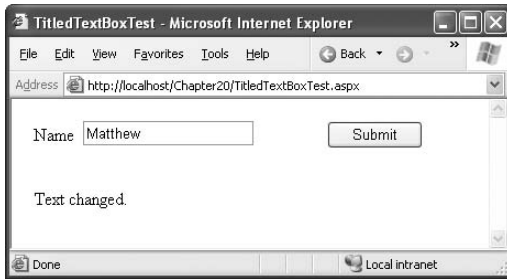 TitledTextBoxTest - Microsoft Internet Explorer
File Edit View Favorites Tools Help Back »
Address http://localhost/Chapter20/TitledTextBoxTest.aspx
Name Matthew Submit
Text changed.
Done Local intranet